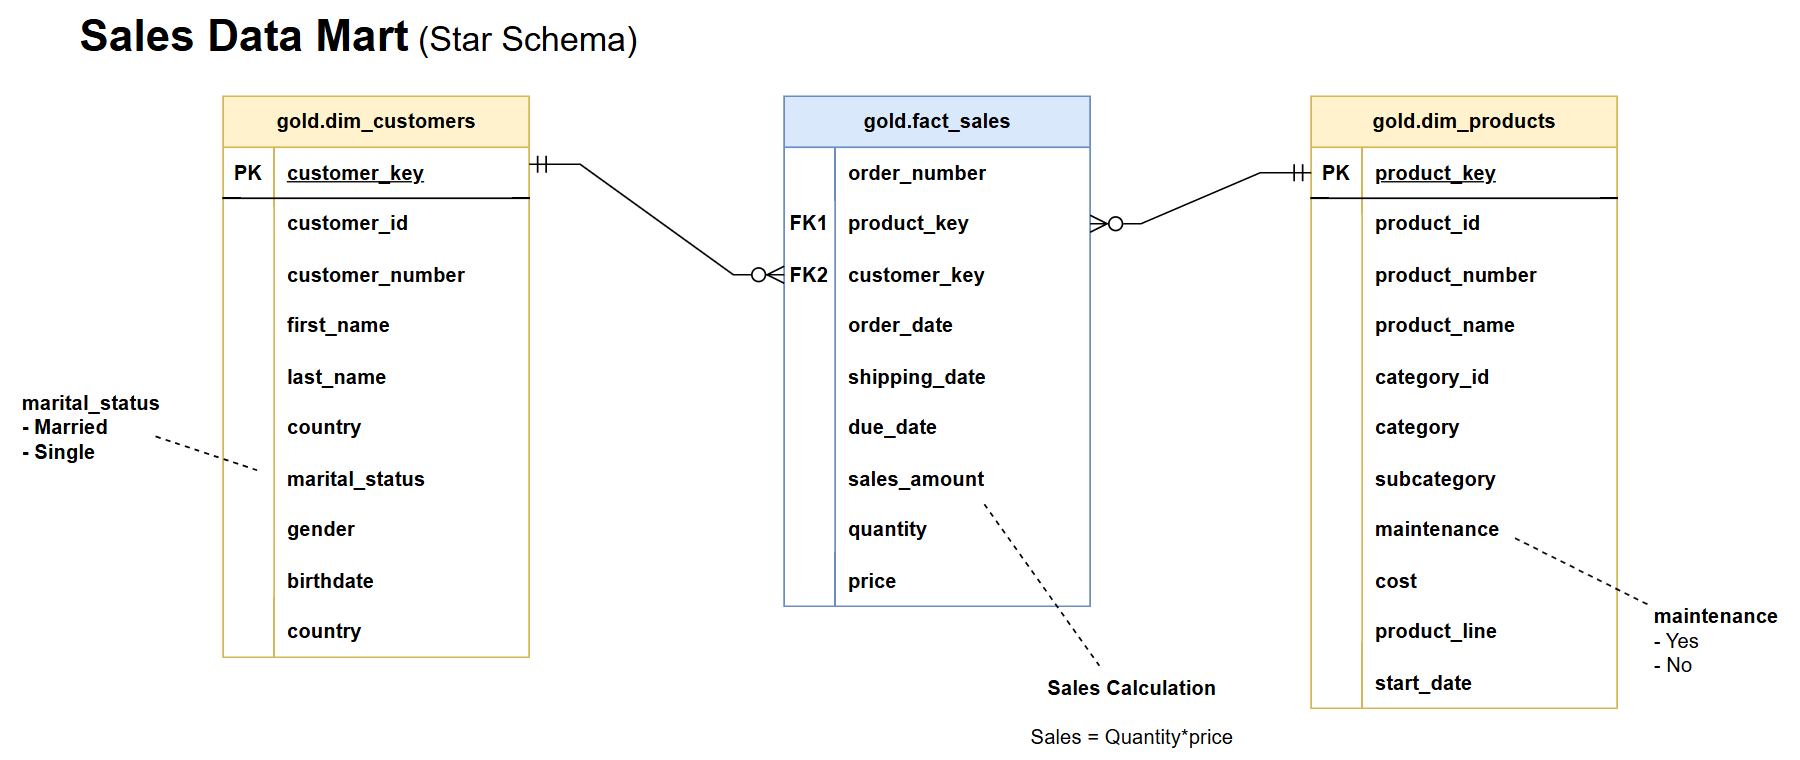 Sales Data Mart (Star Schema)
gold.dim_customers
PK customer_key
customer_id
customer_number
first_name
last_name
country
marital_status
gender
birthdate
country
marital_status
- Married
- Single
gold.fact_sales
order_number
FK1 product_key
FK2 customer_key
order_date
shipping_date
due_date
sales_amount
quantity
price
Sales Calculation
Sales = Quantity*price
gold.dim_products
PK product_key
product_id
product_number
product_name
category_id
category
subcategory
maintenance
cost
product_line
start_date
maintenance
- Yes
- No